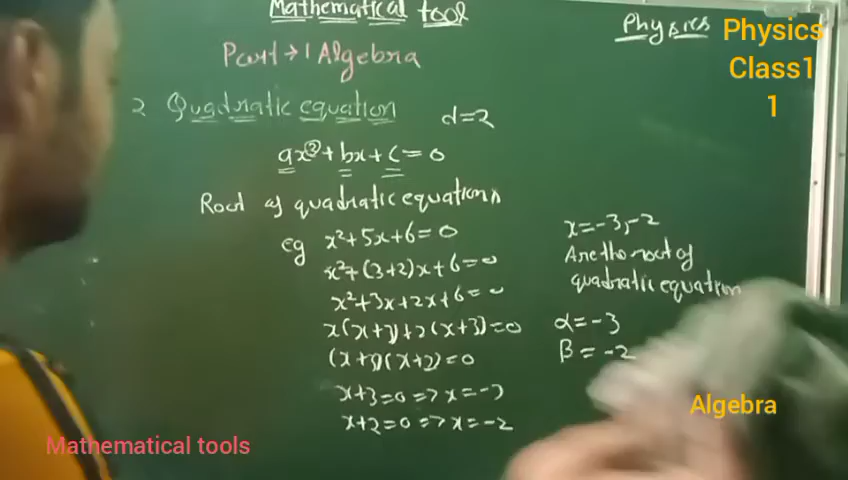 Mathematical tool
Physics
Physics
Class1
1
Part → 1 Algebra
2 Quadratic equation d=2
ax²+bx+c=0
Root of quadratic equation
eg x²+5x+6=0
x²+(3+2)x+6=0
x²+3x+2x+6=0
x(x+3)+2(x+3)=0
(x+3)(x+2)=0
x+3=0 => x=-3
x+2=0 => x=-2
x=-3,-2
Are the root of
quadratic equation
α=-3
β=-2
Algebra
Mathematical tools